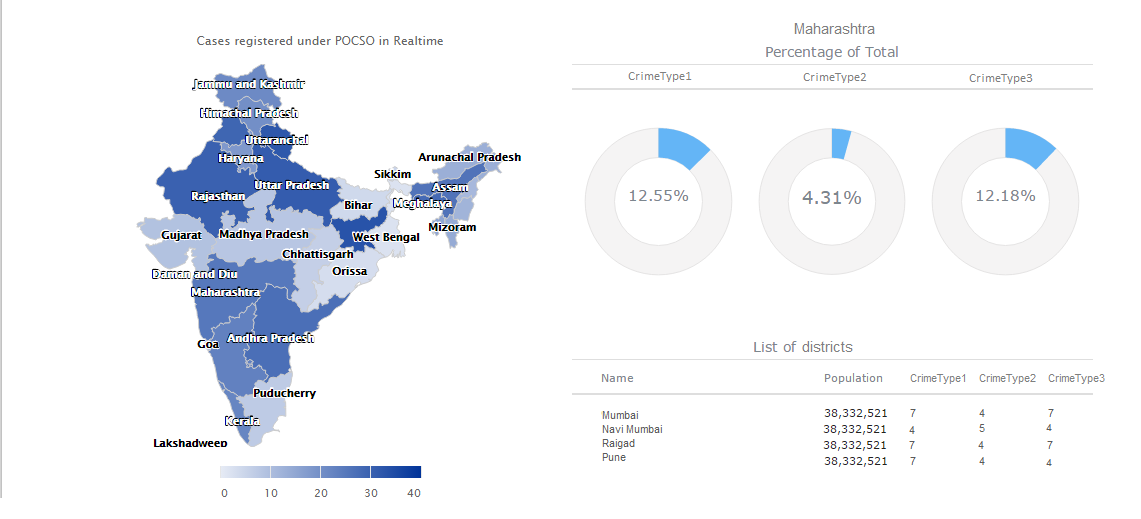 Cases registered under POCSO in Realtime
Jammu and Kashmir
Himachal Pradesh
Uttaranchal
Haryana
Arunachal Pradesh
Sikkim
Uttar Pradesh
Assam
Rajasthan
Bihar
Meghalaya
Mizoram
Gujarat
Madhya Pradesh
West Bengal
Chhattisgarh
Orissa
Daman and Diu
Maharashtra
Goa
Andhra Pradesh
Puducherry
Kerala
Lakshadweep
0 10 20 30 40
Maharashtra
Percentage of Total
CrimeType1 CrimeType2 CrimeType3
12.55% 4.31% 12.18%
List of districts
Name Population CrimeType1 CrimeType2 CrimeType3
Mumbai 38,332,521 7 4 7
Navi Mumbai 38,332,521 4 5 4
Raigad 38,332,521 7 4 7
Pune 38,332,521 7 4 4